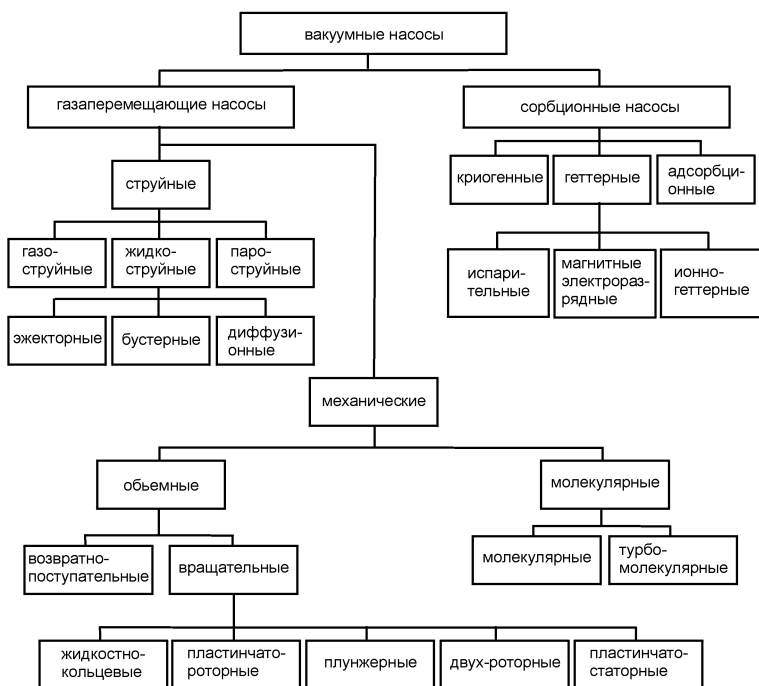 вакуумные насосы
газаперемещающие насосы
сорбционные насосы
струйные
криогенные
геттерные
адсорбци-
онные
газо-
струйные
жидко-
струйные
паро-
струйные
испари-
тельные
магнитные
электрораз-
рядные
ионно-
геттерные
эжекторные
бустерные
диффузи-
онные
механические
обьемные
молекулярные
возвратно-
поступательные
вращательные
молекулярные
турбо-
молекулярные
жидкостно-
кольцевые
пластинчато-
роторные
плунжерные
двух-роторные
пластинчато-
статорные